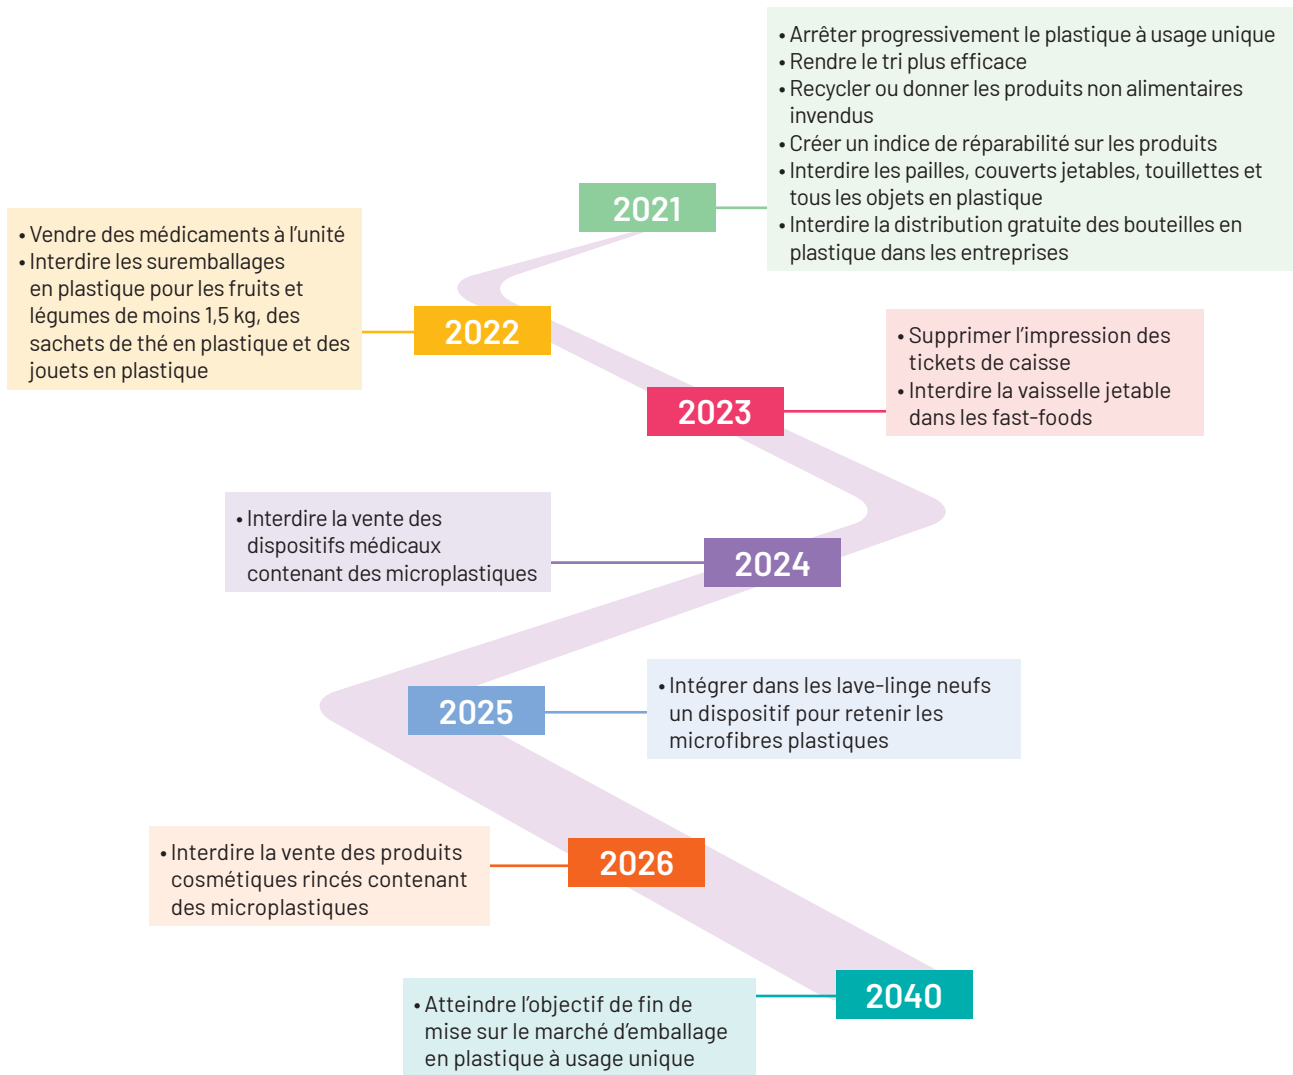 2021
• Arrêter progressivement le plastique à usage unique
• Rendre le tri plus efficace
• Recycler ou donner les produits non alimentaires
invendus
• Créer un indice de réparabilité sur les produits
• Interdire les pailles, couverts jetables, touillettes et
tous les objets en plastique
• Interdire la distribution gratuite des bouteilles en
plastique dans les entreprises
2022
• Vendre des médicaments à l’unité
• Interdire les suremballages
en plastique pour les fruits et
légumes de moins 1,5 kg, des
sachets de thé en plastique et des
jouets en plastique
2023
• Supprimer l’impression des
tickets de caisse
• Interdire la vaisselle jetable
dans les fast-foods
2024
• Interdire la vente des
dispositifs médicaux
contenant des microplastiques
2025
• Intégrer dans les lave-linge neufs
un dispositif pour retenir les
microfibres plastiques
2026
• Interdire la vente des produits
cosmétiques rincés contenant
des microplastiques
2040
• Atteindre l’objectif de fin de
mise sur le marché d’emballage
en plastique à usage unique